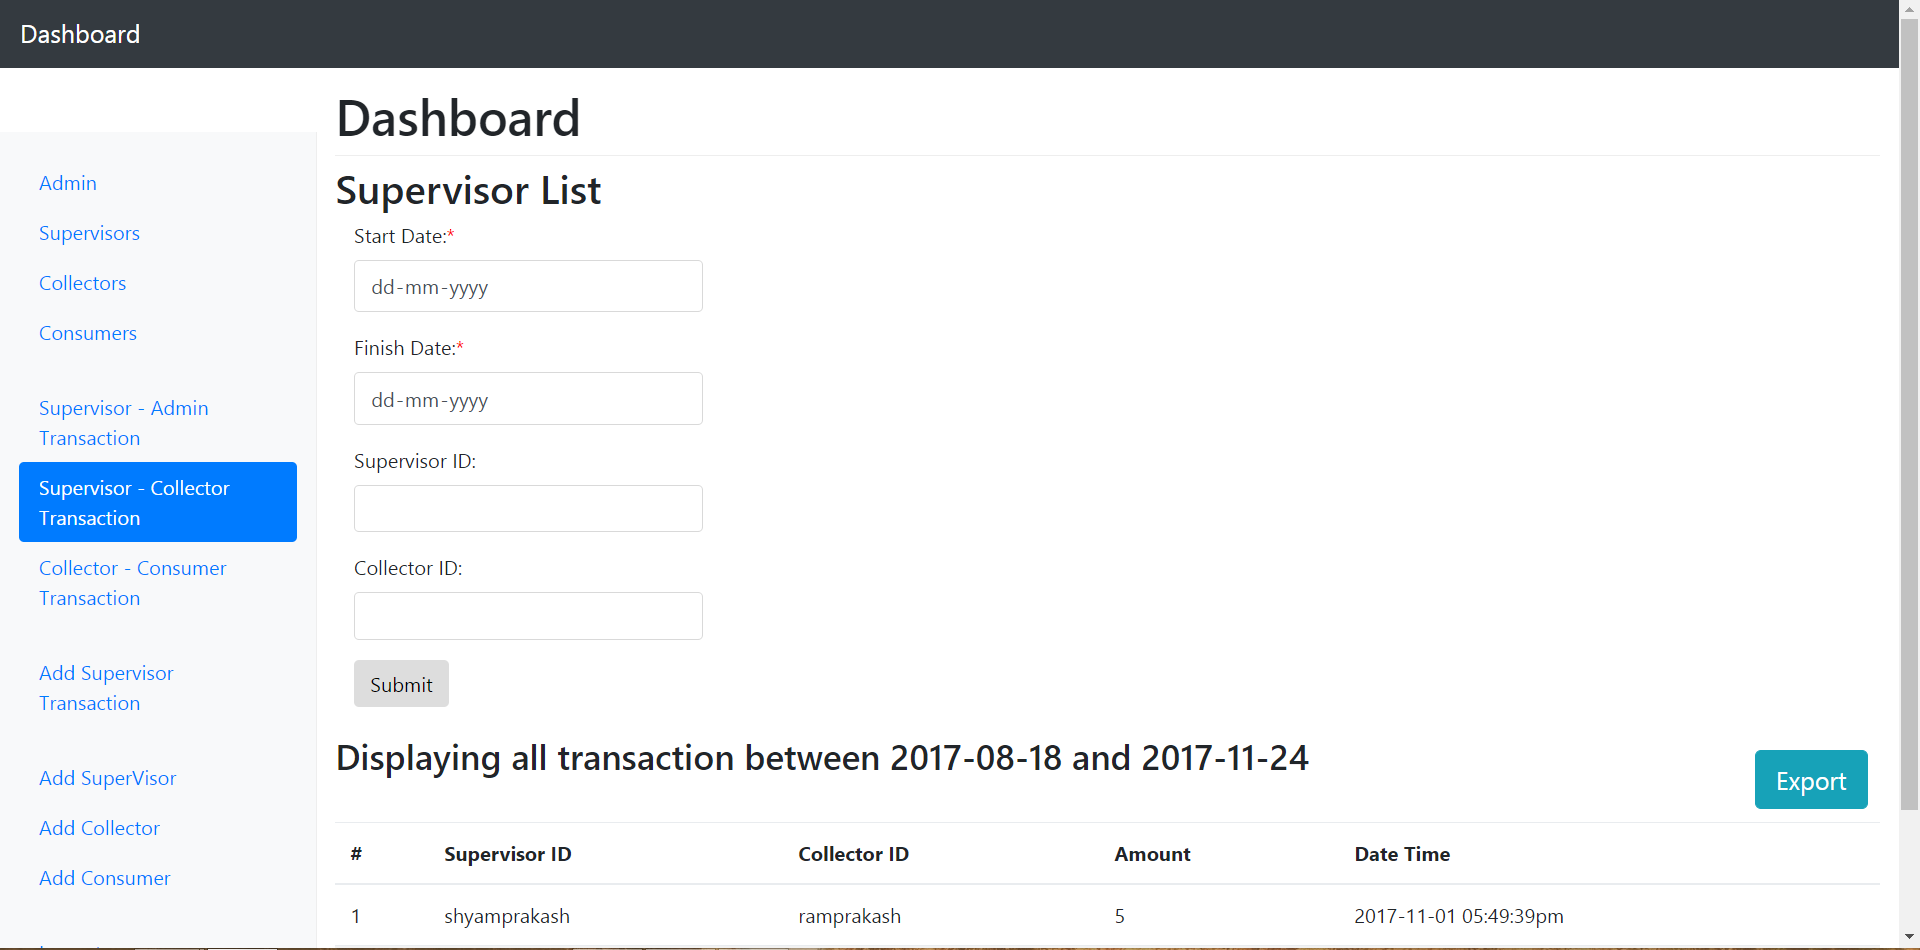 Dashboard
Dashboard
Admin
Supervisors
Collectors
Consumers
Supervisor - Admin
Transaction
Supervisor - Collector
Transaction
Collector - Consumer
Transaction
Add Supervisor
Transaction
Add SuperVisor
Add Collector
Add Consumer
Supervisor List
Start Date:*
dd-mm-yyyy
Finish Date:*
dd-mm-yyyy
Supervisor ID:
Collector ID:
Submit
Displaying all transaction between 2017-08-18 and 2017-11-24
Export
# Supervisor ID Collector ID Amount Date Time
1 shyamprakash ramprakash 5 2017-11-01 05:49:39pm